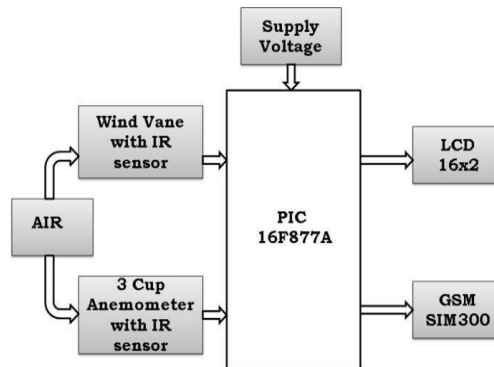 Supply
Voltage
Wind Vane
with IR
sensor
LCD
16x2
PIC
16F877A
AIR
3 Cup
Anemometer
with IR
sensor
GSM
SIM300